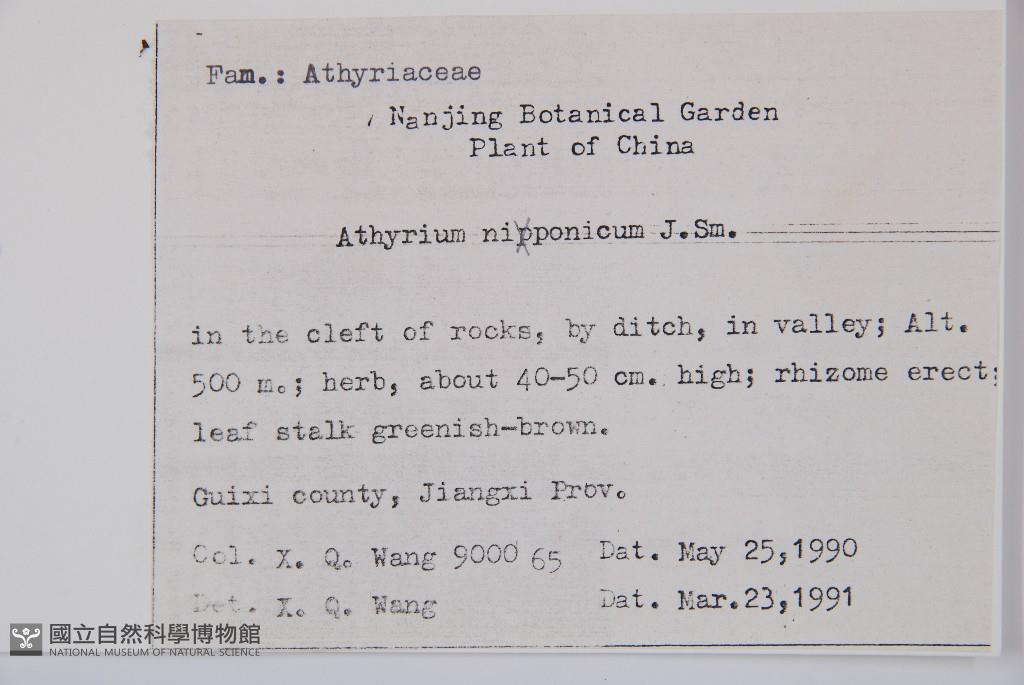 Fam.: Athyriaceae
Nanjing Botanical Garden
Plant of China
Athyrium niponicum J.Sm.
in the cleft of rocks, by ditch, in valley; Alt.
500 m.; herb, about 40-50 cm. high; rhizome erect;
leaf stalk greenish-brown.
Guixi county, Jiangxi Prov.
Col. X. Q. Wang 9000 65 Dat. May 25,1990
Det. X. Q. Wang Dat. Mar.23,1991
國立自然科學博物館
NATIONAL MUSEUM OF NATURAL SCIENCE